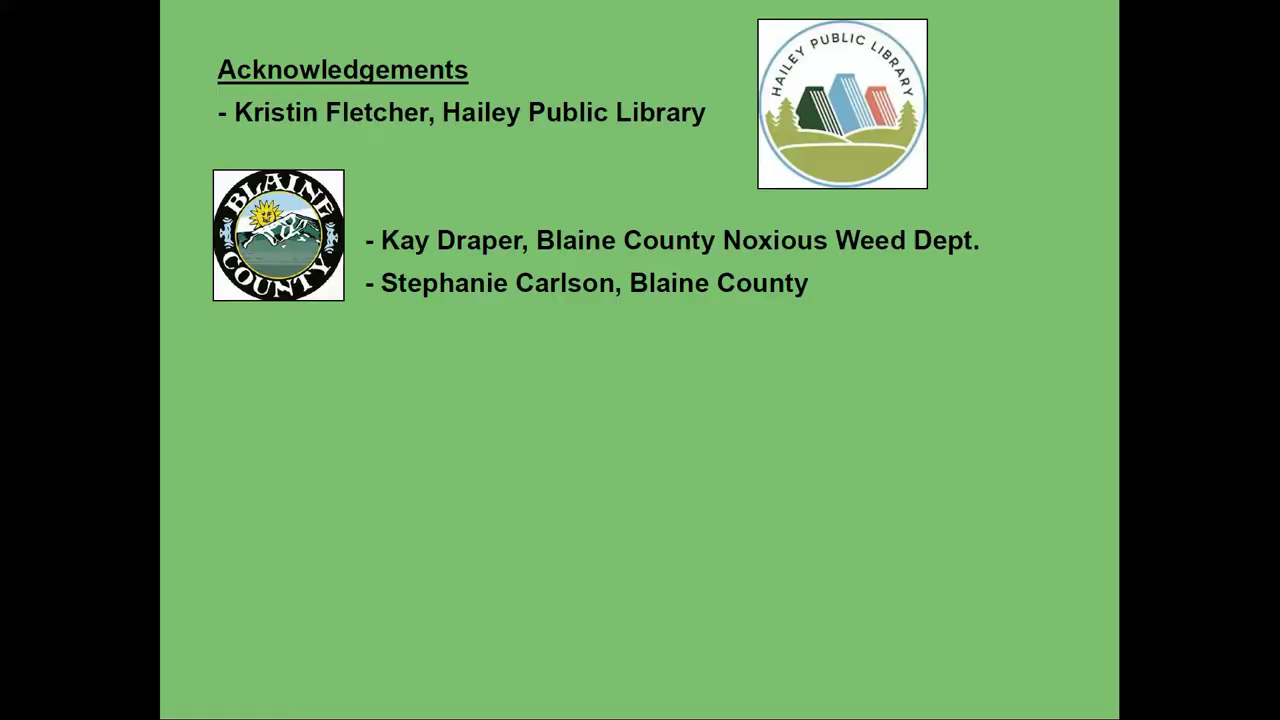 Acknowledgements
- Kristin Fletcher, Hailey Public Library
HAILEY PUBLIC LIBRARY
BLAINE
COUNTY
- Kay Draper, Blaine County Noxious Weed Dept.
- Stephanie Carlson, Blaine County